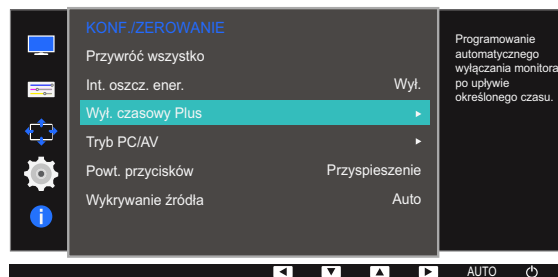 KONF./ZEROWANIE
Przywróć wszystko
Int. oszcz. ener. Wył.
Wył. czasowy Plus
Tryb PC/AV
Powt. przycisków Przyspieszenie
Wykrywanie źródła Auto
Programowanie
automatycznego
wyłączania monitora
po upływie
określonego czasu.
AUTO